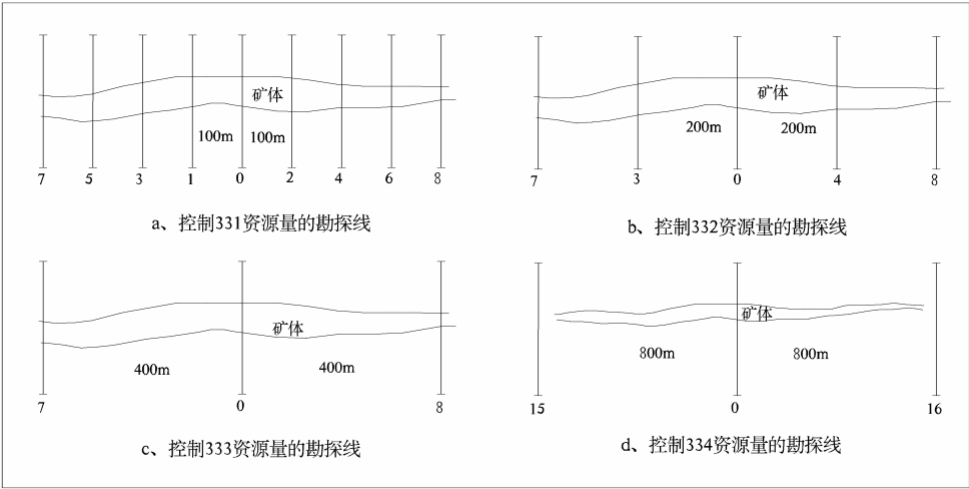 矿体
100m 100m
7 5 3 1 0 2 4 6 8
a、控制331资源量的勘探线
矿体
200m 200m
7 3 0 4 8
b、控制332资源量的勘探线
矿体
400m 400m
7 0 8
c、控制333资源量的勘探线
矿体
800m 800m
15 0 16
d、控制334资源量的勘探线